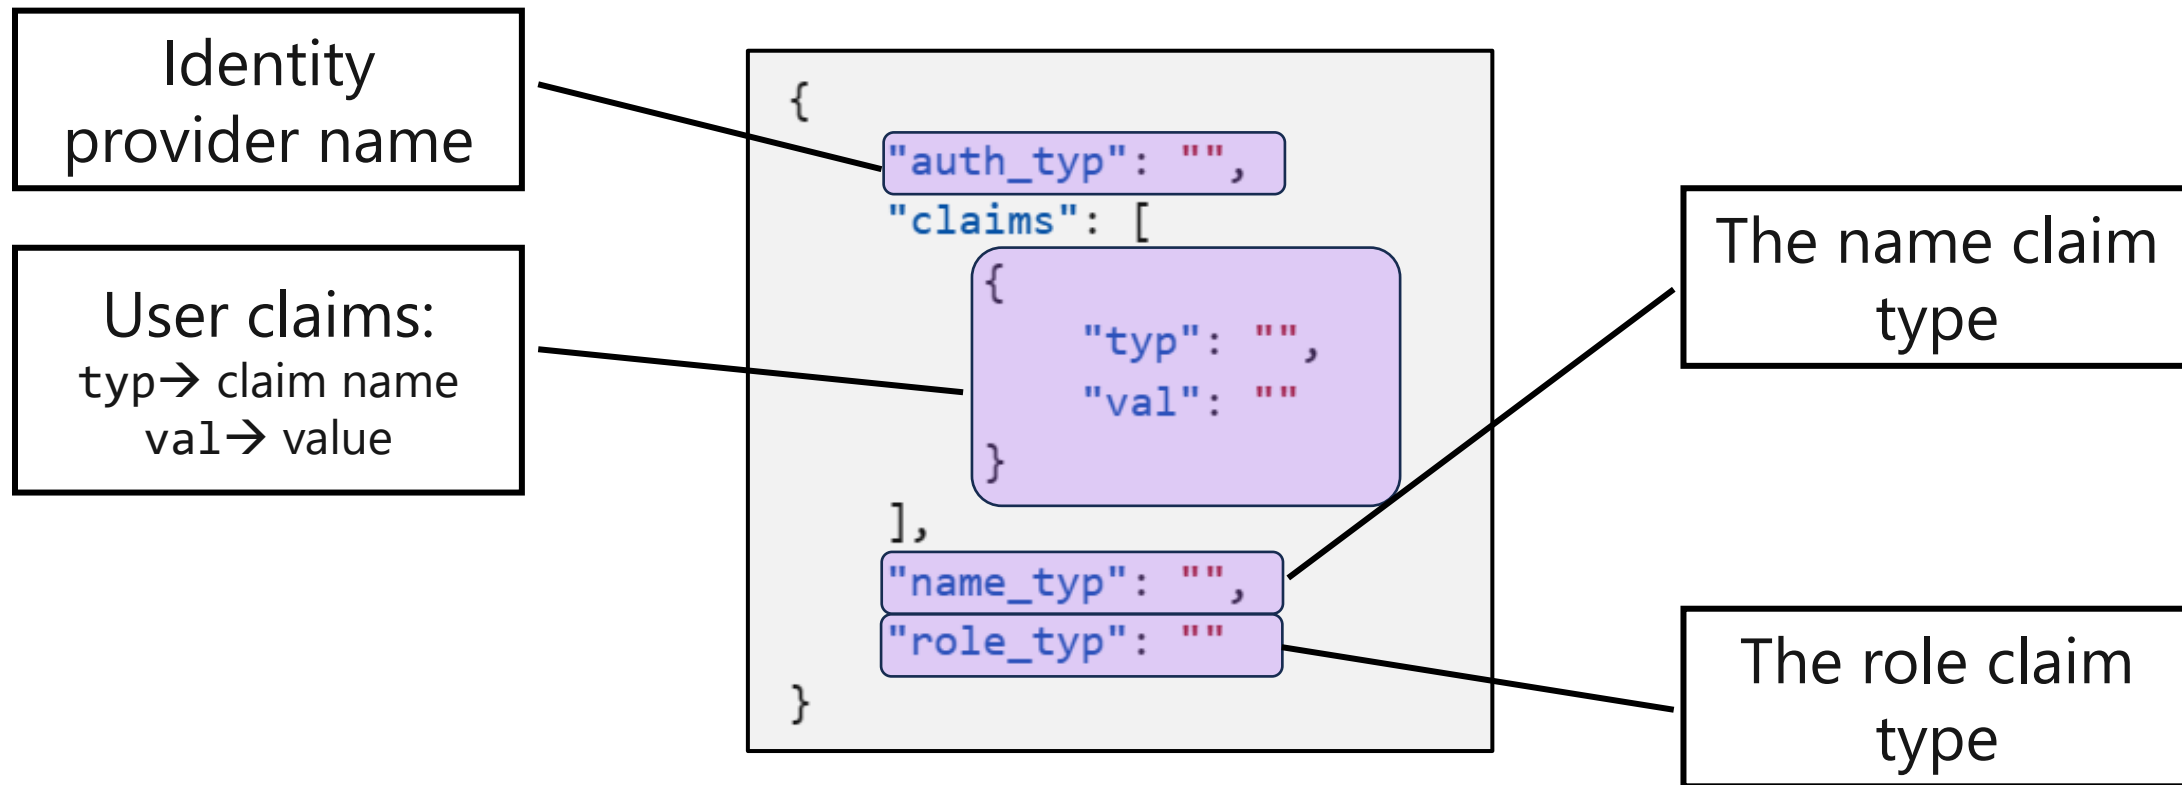 Identity
provider name
User claims:
typ→ claim name
val→ value
{
"auth_typ": "",
"claims": [
{
"typ": "",
"val": ""
}
],
"name_typ": "",
"role_typ": ""
}
The name claim
type
The role claim
type